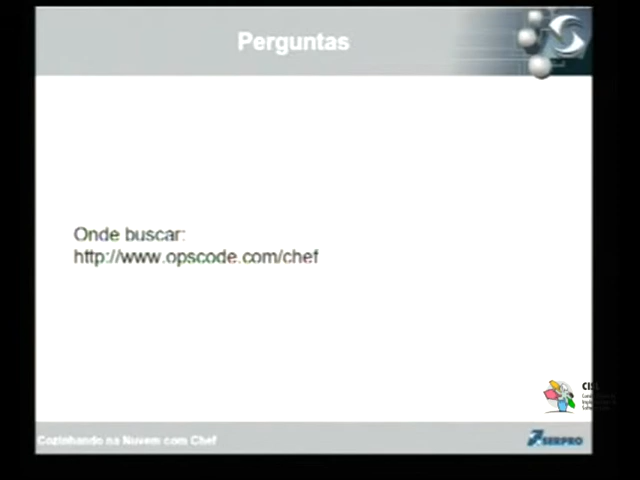 Perguntas
Onde buscar:
http://www.opscode.com/chef
Cozinhando na Nuvem com Chef
SERPRO